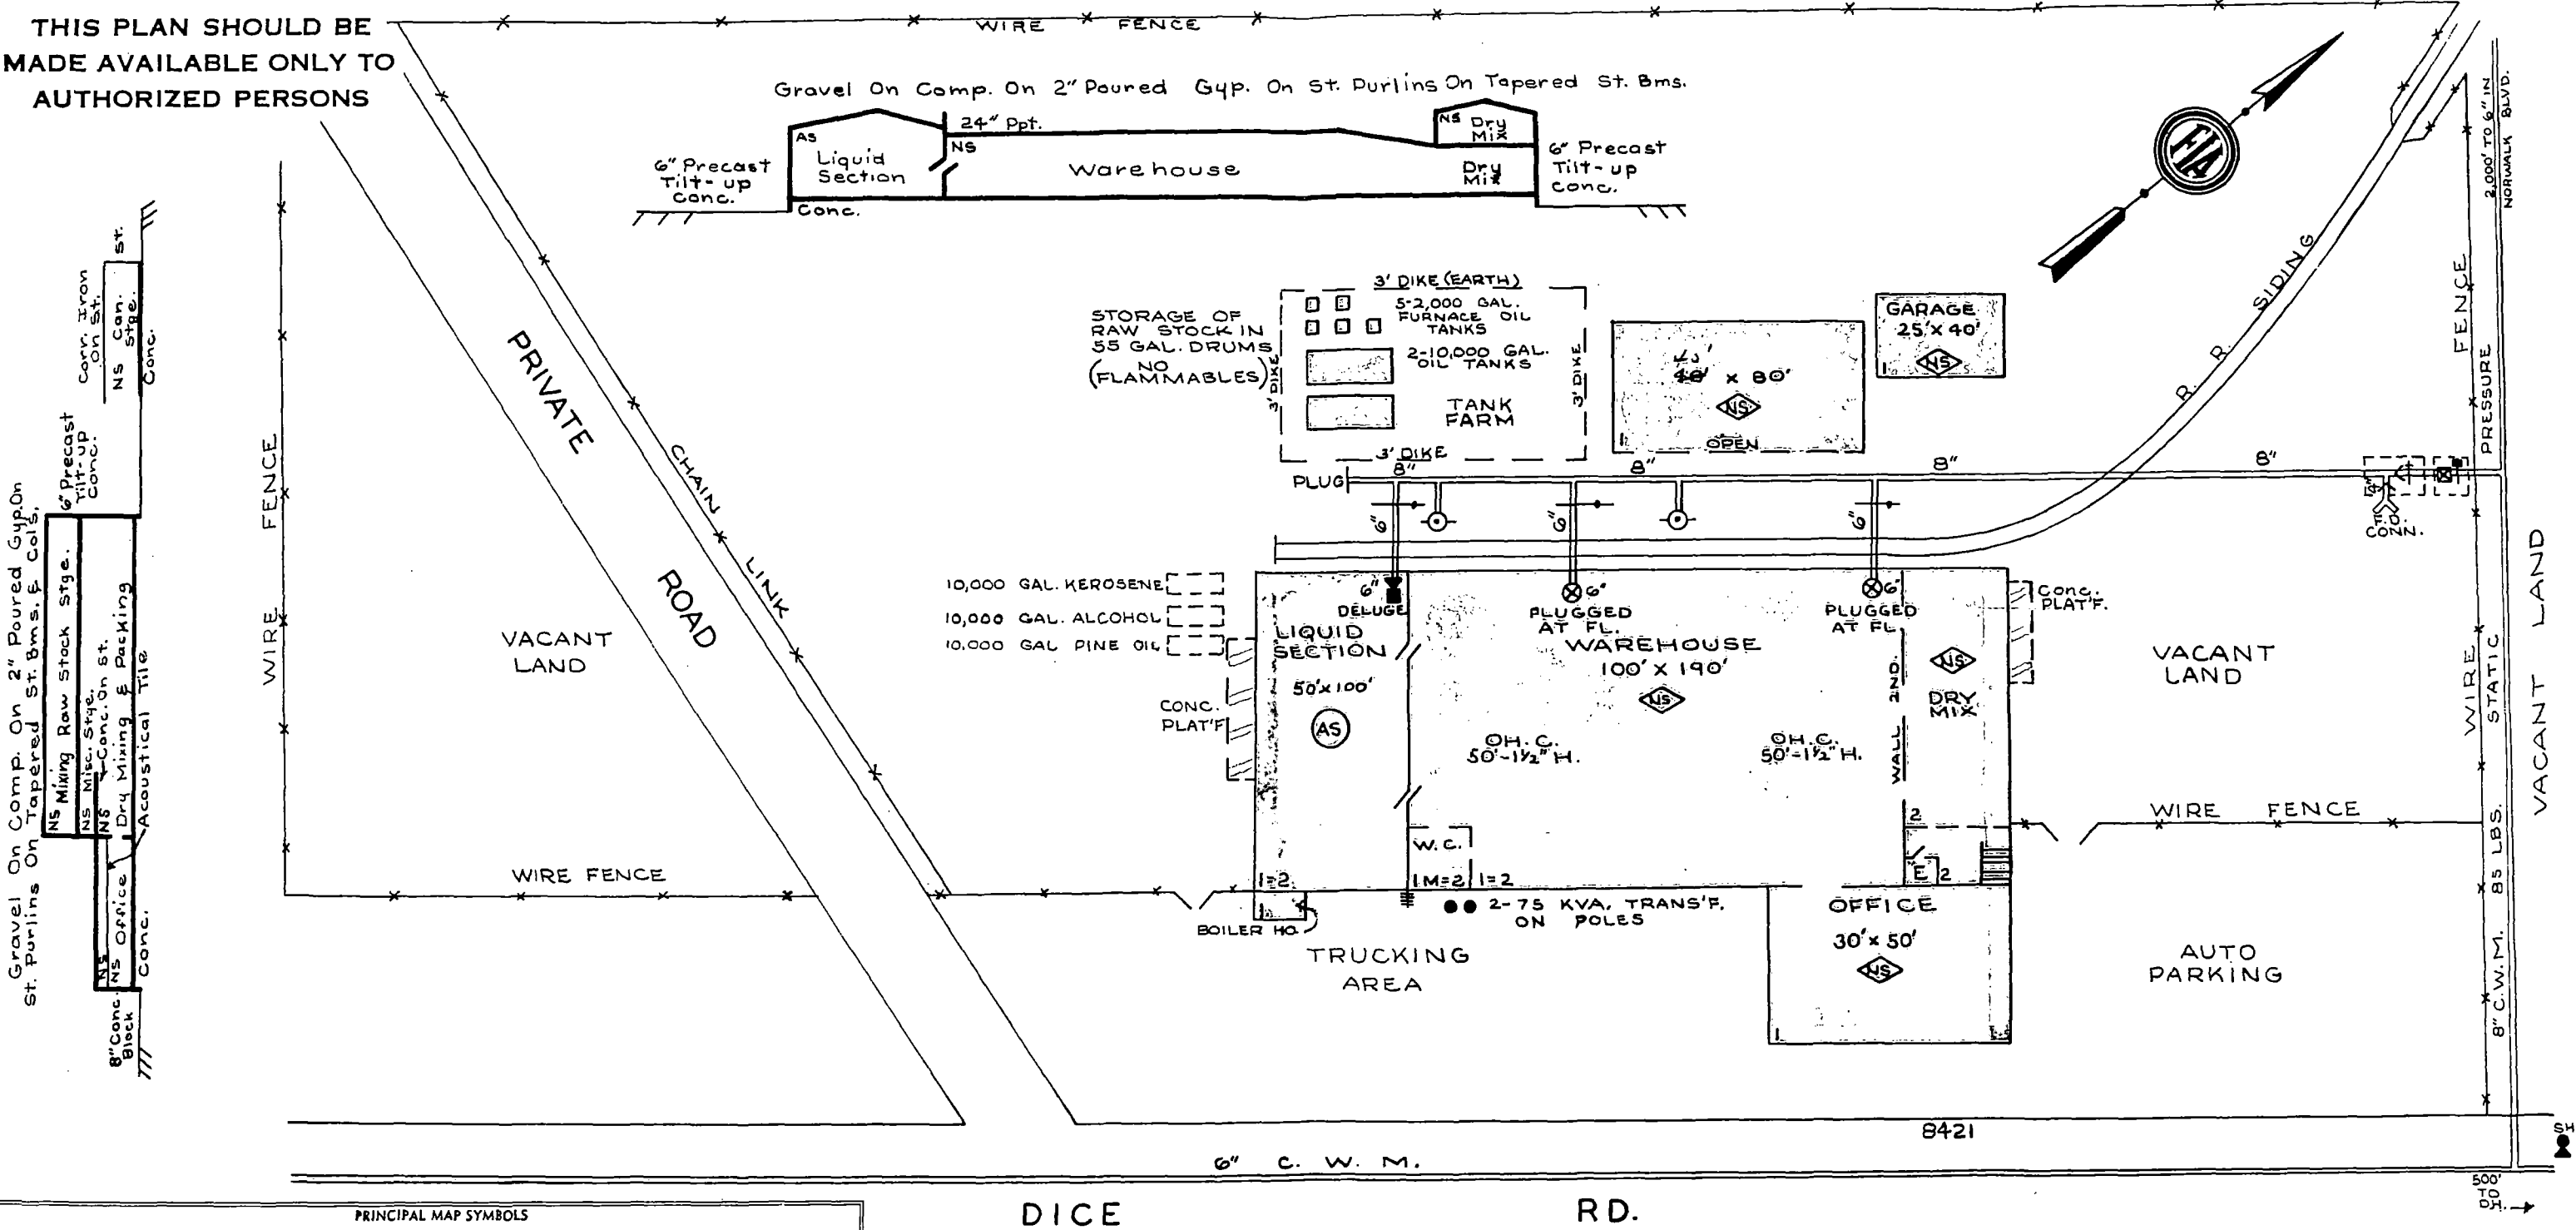 THIS PLAN SHOULD BE
MADE AVAILABLE ONLY TO
AUTHORIZED PERSONS
WIRE FENCE
Gravel On Comp. On 2" Poured Gyp. On St. Purlins On Tapered St. Bms.
AS
24" Ppt.
NS
NS Dry
Mix
6" Precast
Tilt-up
Conc.
Liquid
Section
Warehouse
Dry
Mix
6" Precast
Tilt-up
Conc.
Conc.
FIA
2,000' TO 6" IN
NORWALK BLVD.
Corr. Iron
on St.
NS Can. St.
Stge.
Conc.
6" Precast
Tilt-up
Conc.
Gravel On Comp. On 2" Poured Gyp. On
St. Purlins On Tapered St. Bms. & Cols.
NS Mixing Raw Stock Stge.
NS Misc. Stge.
Conc. On St.
NS Dry Mixing & Packing
Acoustical Tile
NS
NS Office
Conc.
8" Conc.
Block
WIRE FENCE
PRIVATE
ROAD
CHAIN LINK
VACANT
LAND
WIRE FENCE
3' DIKE (EARTH)
STORAGE OF
RAW STOCK IN
55 GAL. DRUMS
(NO
FLAMMABLES)
3' DIKE
5-2,000 GAL.
FURNACE OIL
TANKS
2-10,000 GAL.
OIL TANKS
TANK
FARM
3' DIKE
3' DIKE
40' x 80'
NS
OPEN
1
GARAGE
25' X 40'
NS
1
R. R. SIDING
FENCE
PRESSURE
PLUG
8" 8" 8" 8"
6" 6" 6"
F.D.
CONN.
10,000 GAL. KEROSENE
10,000 GAL. ALCOHOL
10,000 GAL PINE OIL
6"
DELUGE
6"
PLUGGED
AT FL.
6"
PLUGGED
AT FL
CONC.
PLAT'F.
LIQUID
SECTION
50'x100'
AS
CONC.
PLAT'F
WAREHOUSE
100' X 190'
NS
OH. C.
50'-1½" H.
OH. C.
50'-1½" H.
WALL 2ND.
NS
DRY
MIX
VACANT
LAND
WIRE
STATIC
VACANT LAND
WIRE FENCE
W.C.
1=2
1M=2
1=2
2
E
2
BOILER HO.
1
2-75 KVA. TRANS'F.
ON POLES
OFFICE
30' x 50'
NS
1
TRUCKING
AREA
AUTO
PARKING
8" C.W.M. 85 LBS.
8421
6" C. W. M.
SH
DICE RD.
500'
TO
DH.
PRINCIPAL MAP SYMBOLS